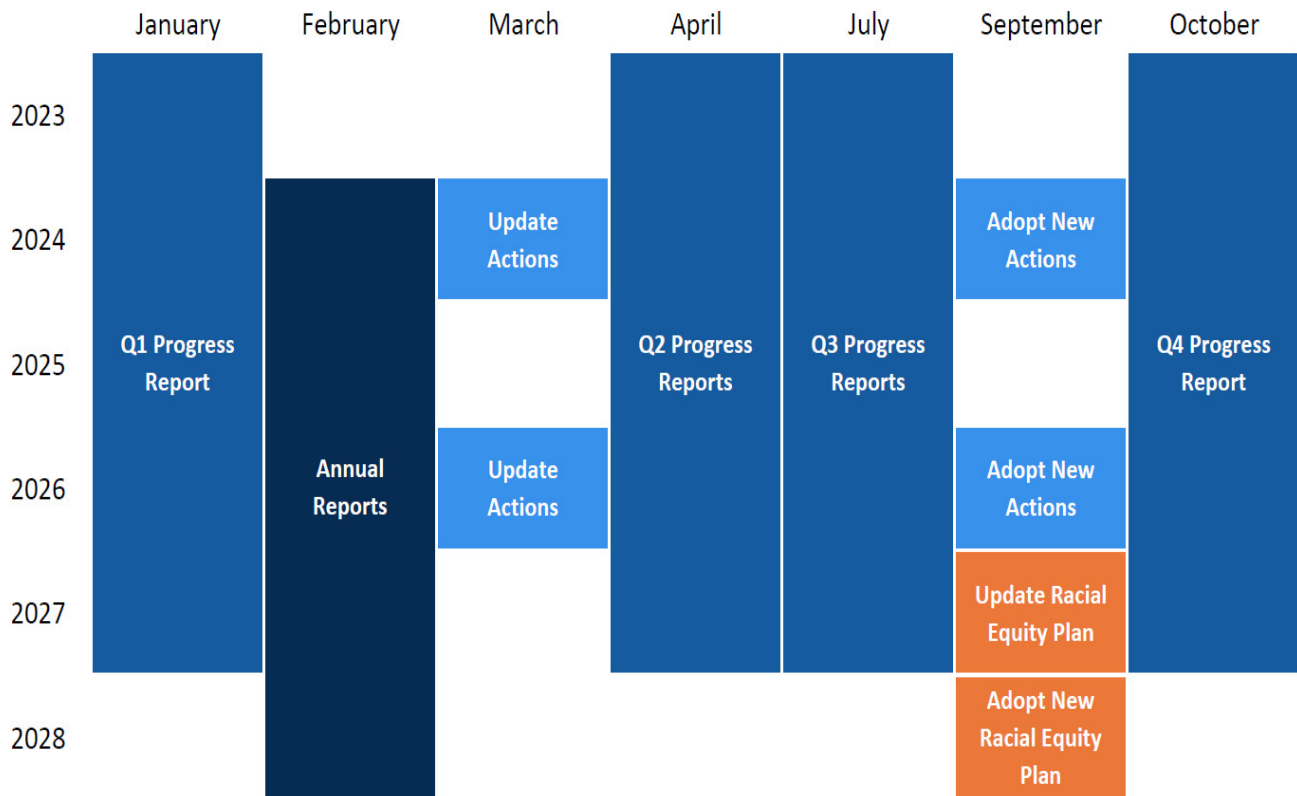 January February March April July September October
2023
2024
Update
Actions
Adopt New
Actions
2025
Q1 Progress
Report
Q2 Progress
Reports
Q3 Progress
Reports
Q4 Progress
Report
2026
Annual
Reports
Update
Actions
Adopt New
Actions
2027
Update Racial
Equity Plan
2028
Adopt New
Racial Equity
Plan